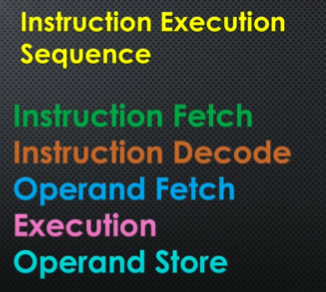 Instruction Execution
Sequence
Instruction Fetch
Instruction Decode
Operand Fetch
Execution
Operand Store